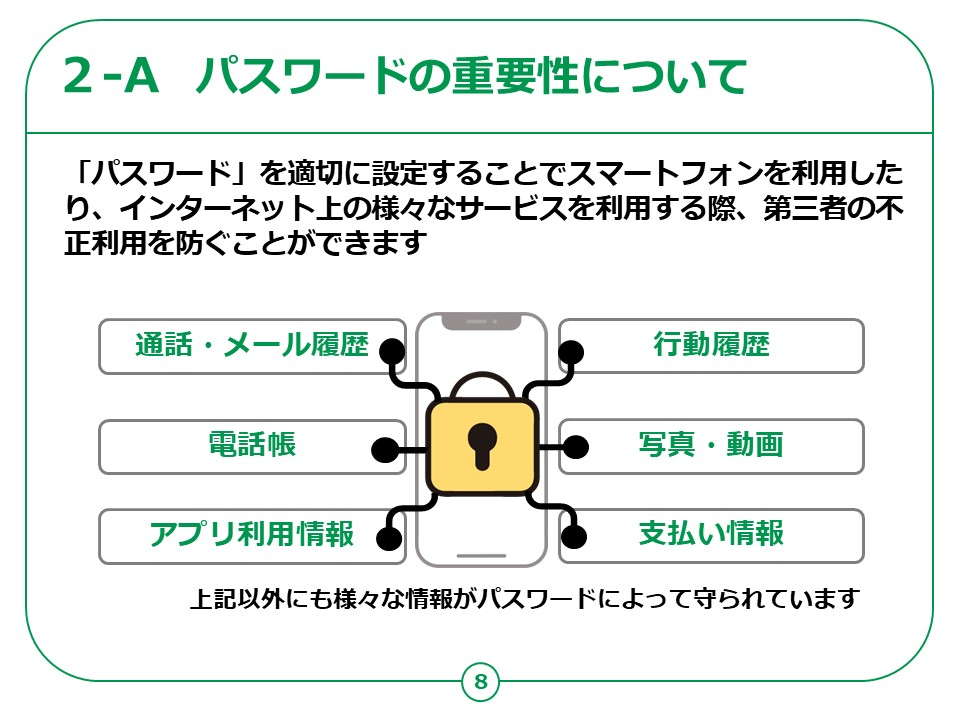 ２-A　パスワードの重要性について
「パスワード」を適切に設定することでスマートフォンを利用した
り、インターネット上の様々なサービスを利用する際、第三者の不
正利用を防ぐことができます
通話・メール履歴
行動履歴
電話帳
写真・動画
アプリ利用情報
支払い情報
上記以外にも様々な情報がパスワードによって守られています
8